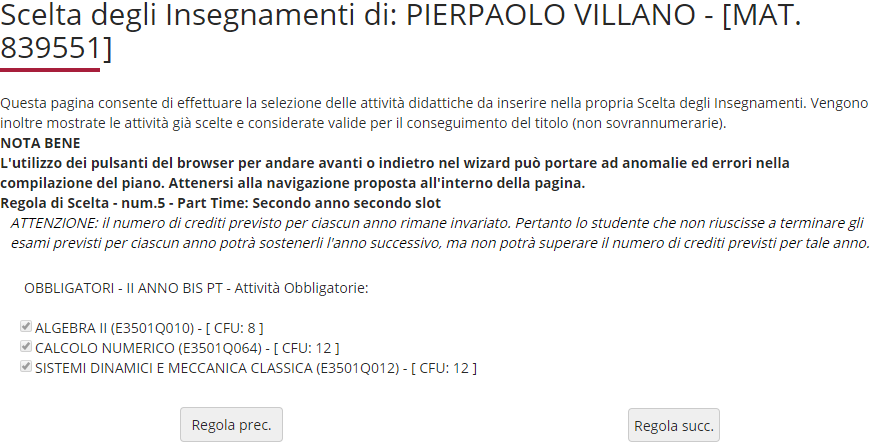 Scelta degli Insegnamenti di: PIERPAOLO VILLANO - [MAT.
839551]
Questa pagina consente di effettuare la selezione delle attività didattiche da inserire nella propria Scelta degli Insegnamenti. Vengono
inoltre mostrate le attività già scelte e considerate valide per il conseguimento del titolo (non sovrannumerarie).
NOTA BENE
L'utilizzo dei pulsanti del browser per andare avanti o indietro nel wizard può portare ad anomalie ed errori nella
compilazione del piano. Attenersi alla navigazione proposta all'interno della pagina.
Regola di Scelta - num.5 - Part Time: Secondo anno secondo slot
ATTENZIONE: il numero di crediti previsto per ciascun anno rimane invariato. Pertanto lo studente che non riuscisse a terminare gli
esami previsti per ciascun anno potrà sostenerli l'anno successivo, ma non potrà superare il numero di crediti previsti per tale anno.
OBBLIGATORI - II ANNO BIS PT - Attività Obbligatorie:
ALGEBRA II (E3501Q010) - [ CFU: 8 ]
CALCOLO NUMERICO (E3501Q064) - [ CFU: 12 ]
SISTEMI DINAMICI E MECCANICA CLASSICA (E3501Q012) - [ CFU: 12 ]
Regola prec.
Regola succ.